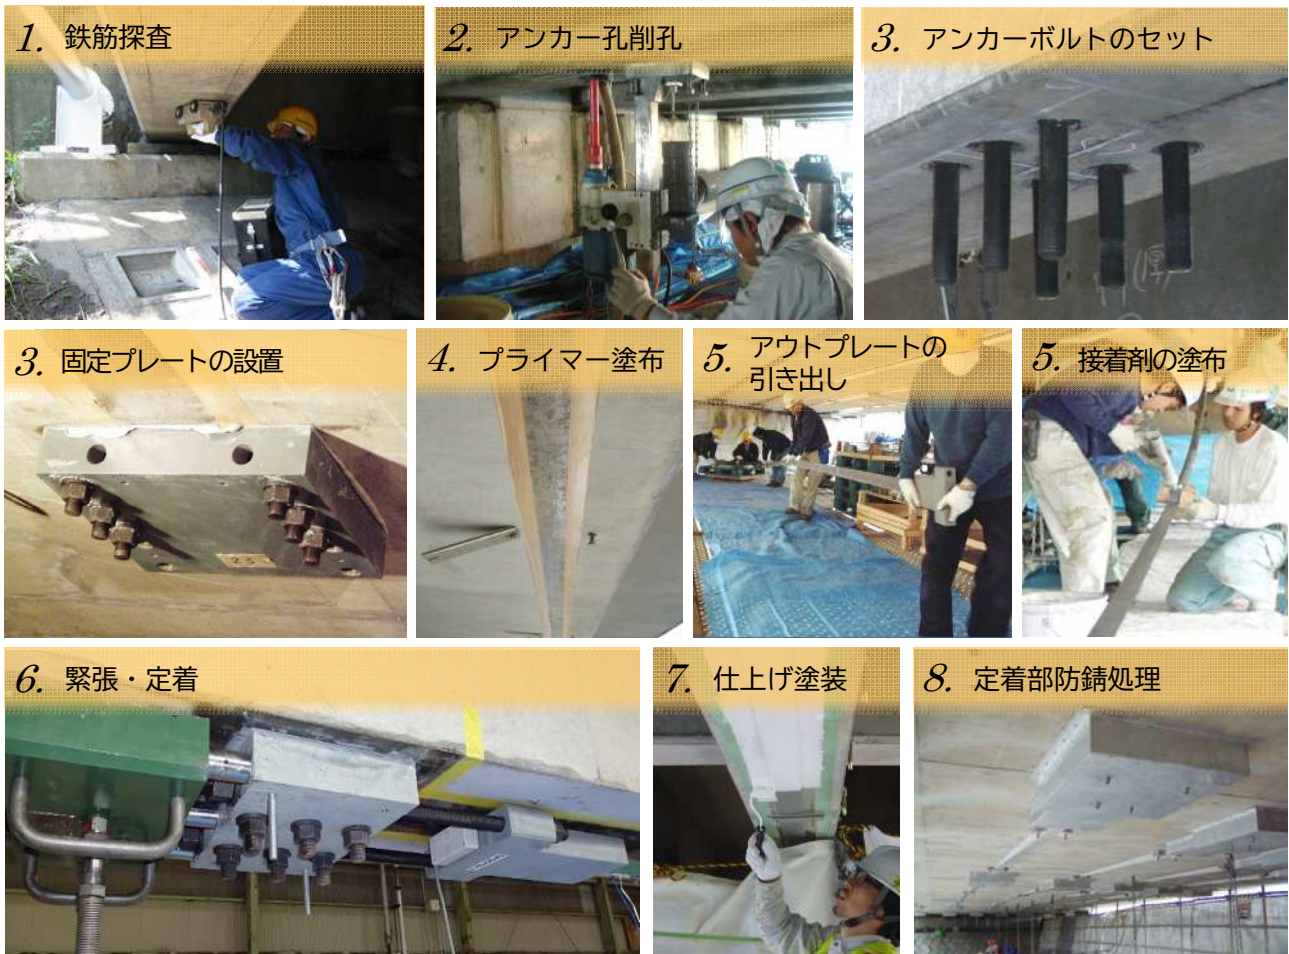 1. 鉄筋探査
2. アンカー孔削孔
3. アンカーボルトのセット
3. 固定プレートの設置
23
4. プライマー塗布
5. アウトプレートの
引き出し
5. 接着剤の塗布
6. 緊張・定着
7. 仕上げ塗装
8. 定着部防錆処理